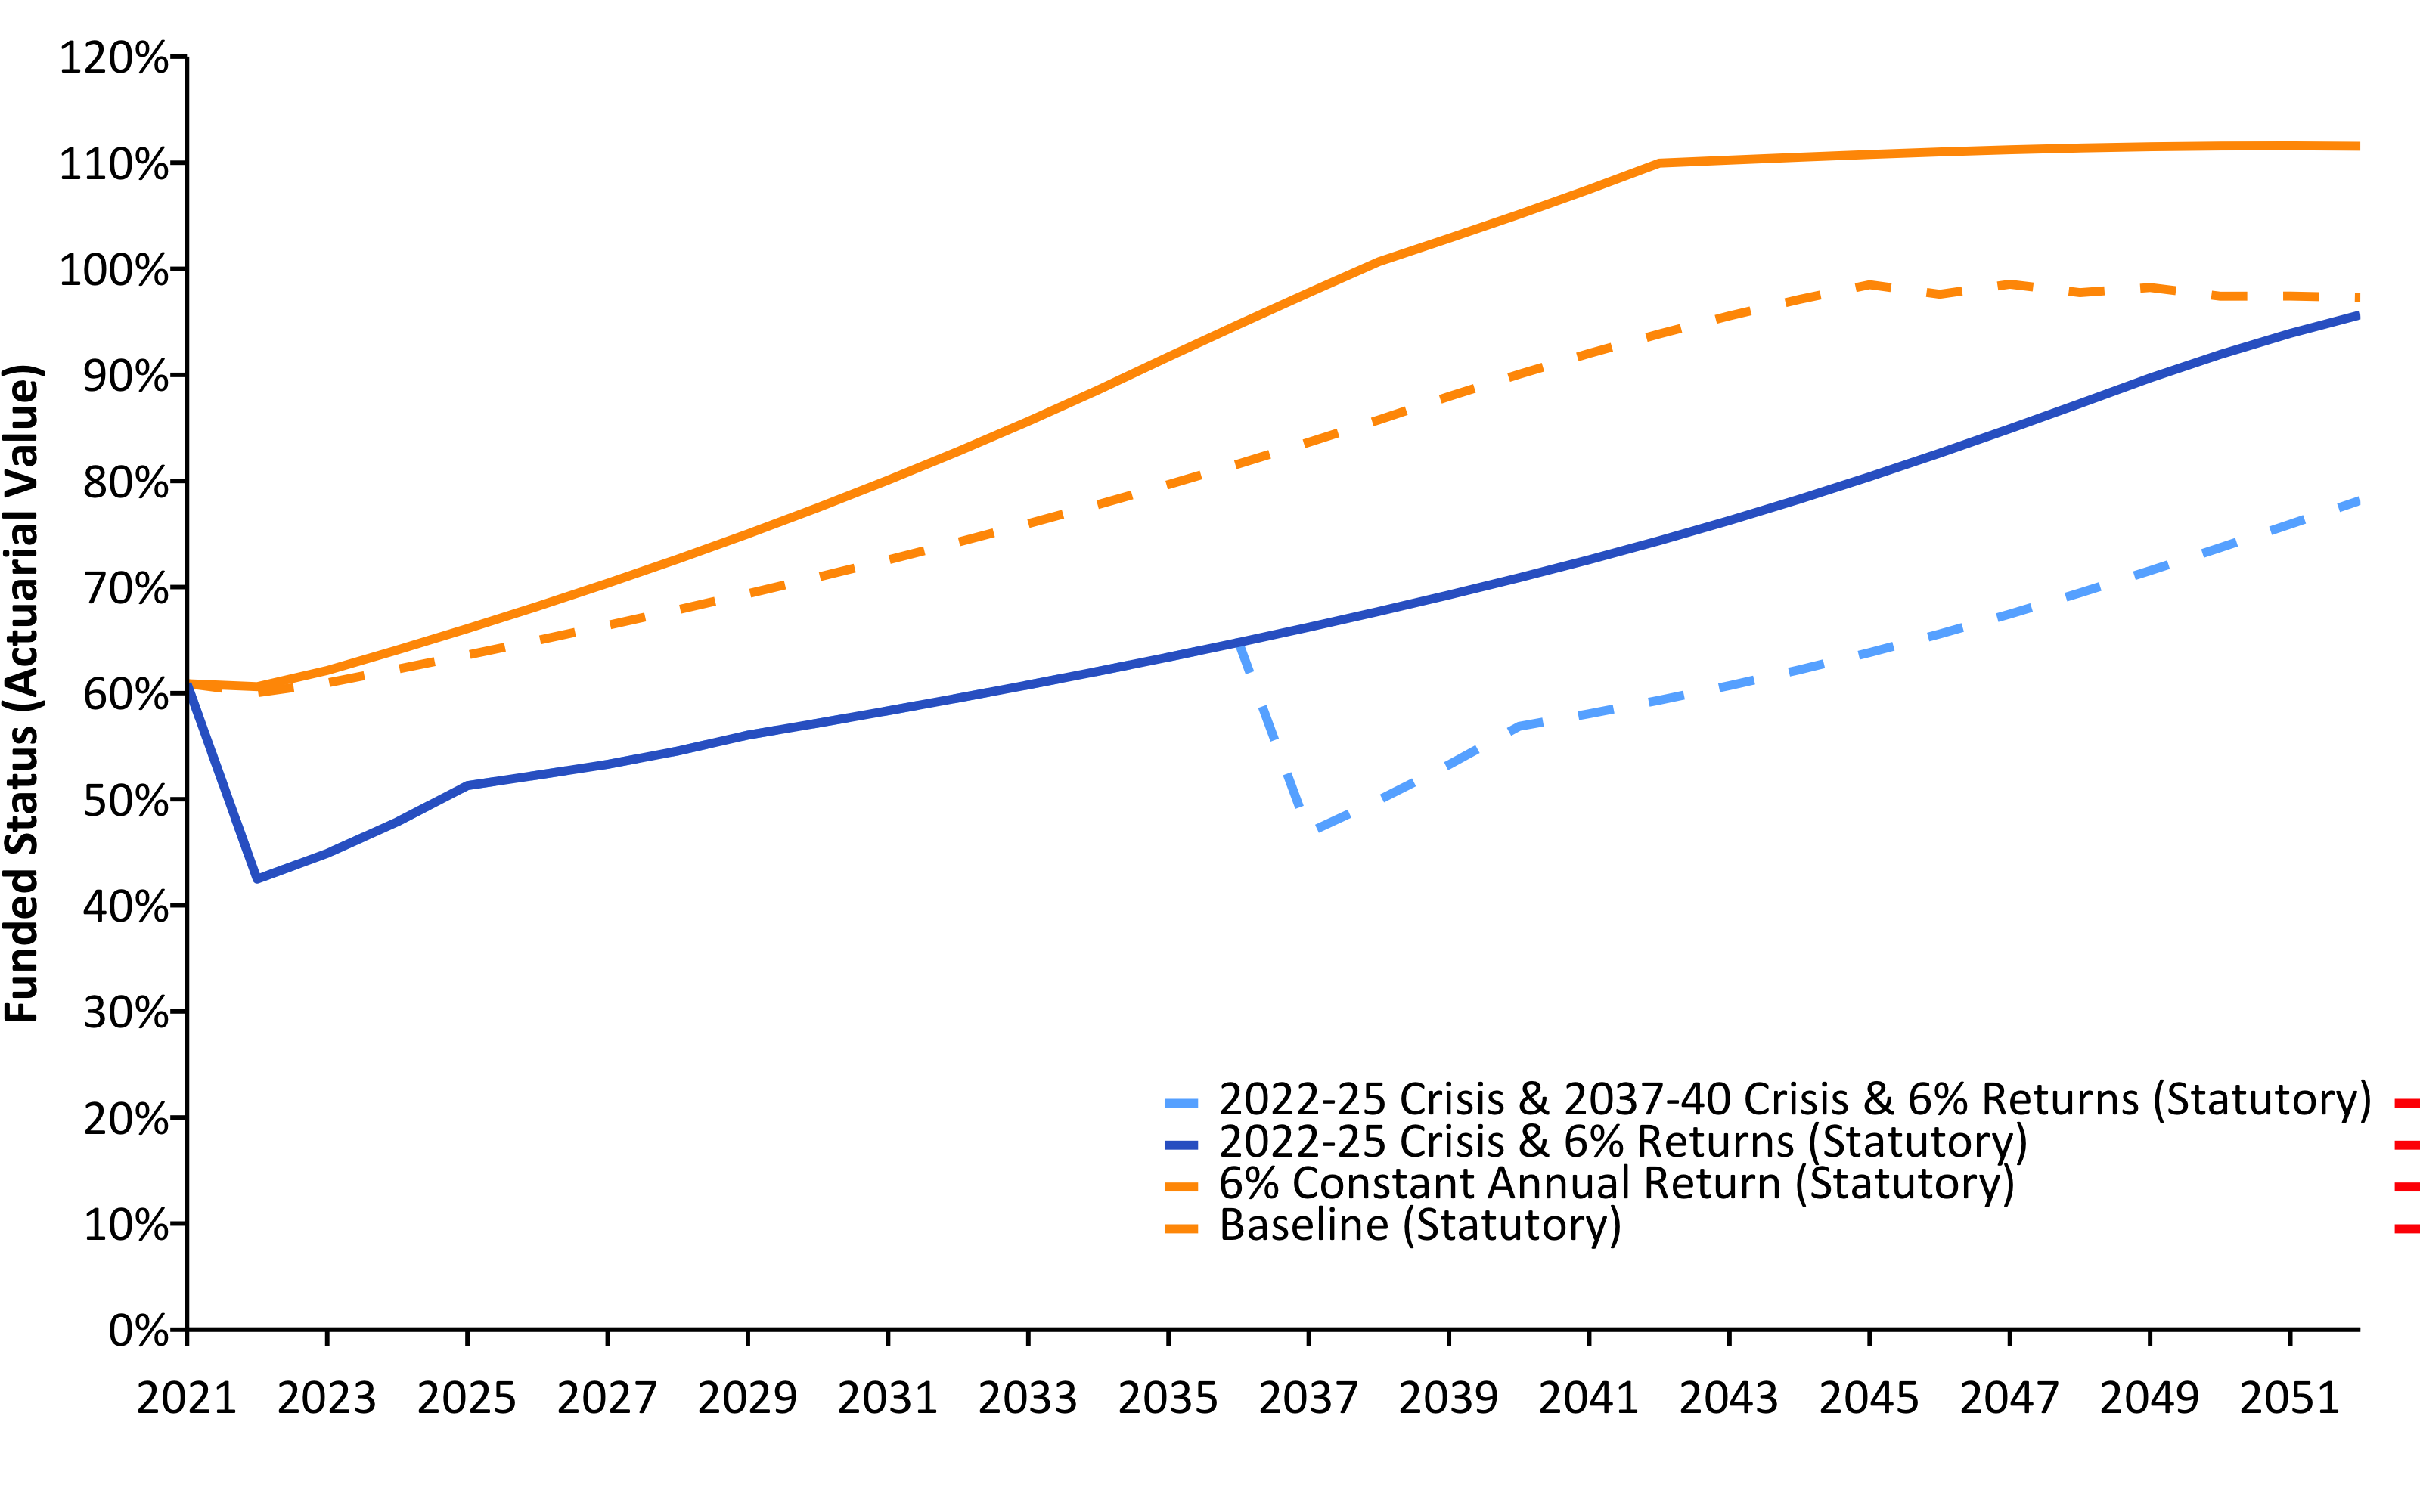 120%
110%
100%
90%
80%
70%
60%
50%
40%
30%
20%
10%
0%
Funded Status (Actuarial Value)
2022-25 Crisis & 2037-40 Crisis & 6% Returns (Statutory)
2022-25 Crisis & 6% Returns (Statutory)
6% Constant Annual Return (Statutory)
Baseline (Statutory)
2021 2023 2025 2027 2029 2031 2033 2035 2037 2039 2041 2043 2045 2047 2049 2051